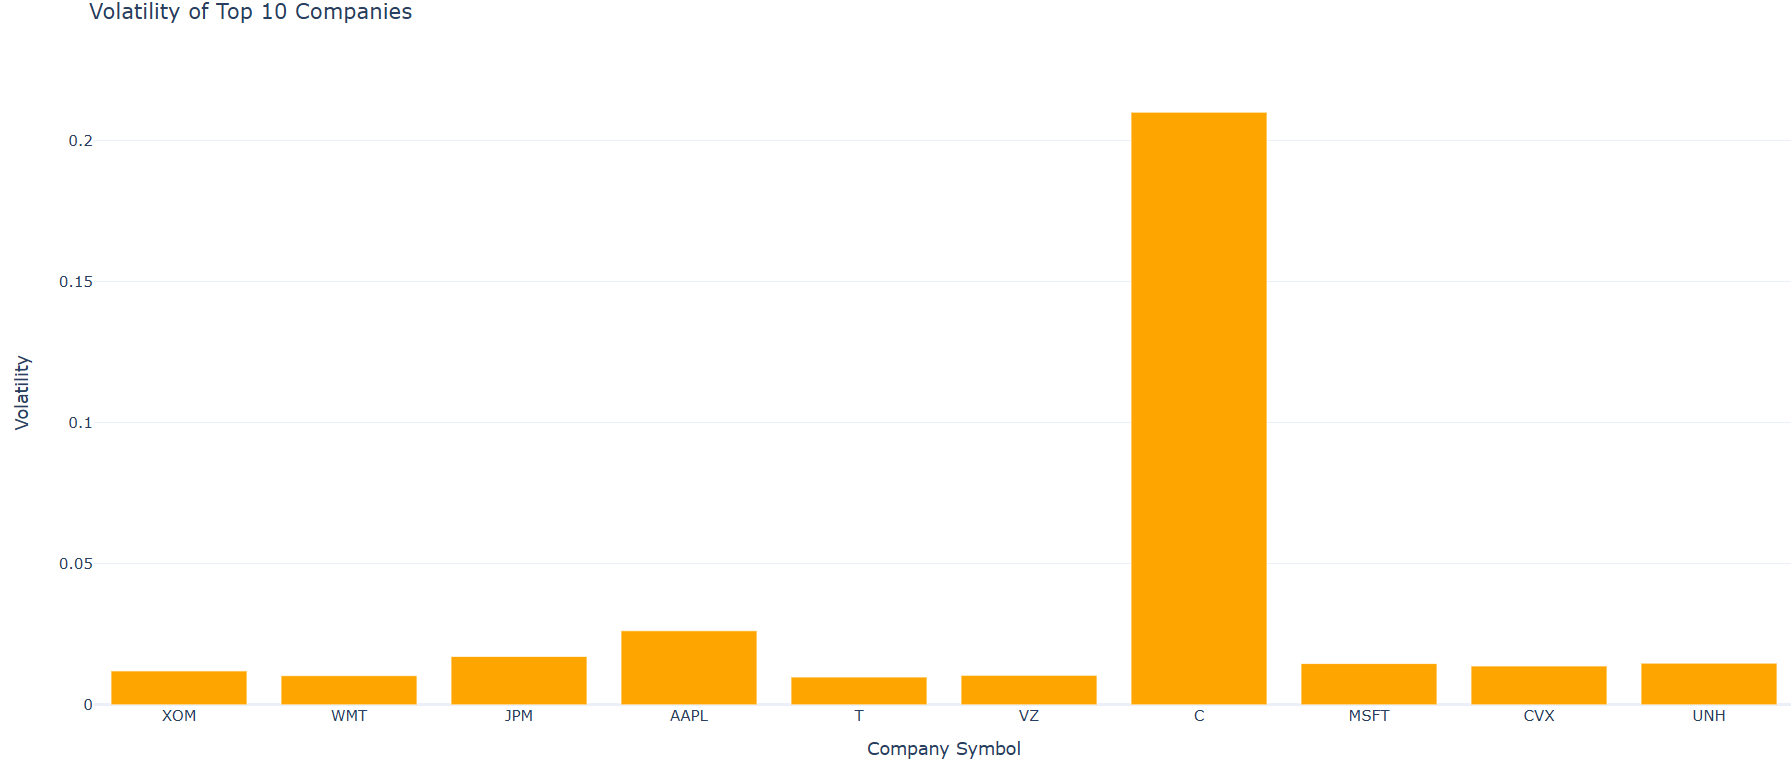 Volatility of Top 10 Companies
0.2
0.15
0.1
0.05
0
Volatility
XOM WMT JPM AAPL T VZ C MSFT CVX UNH
Company Symbol